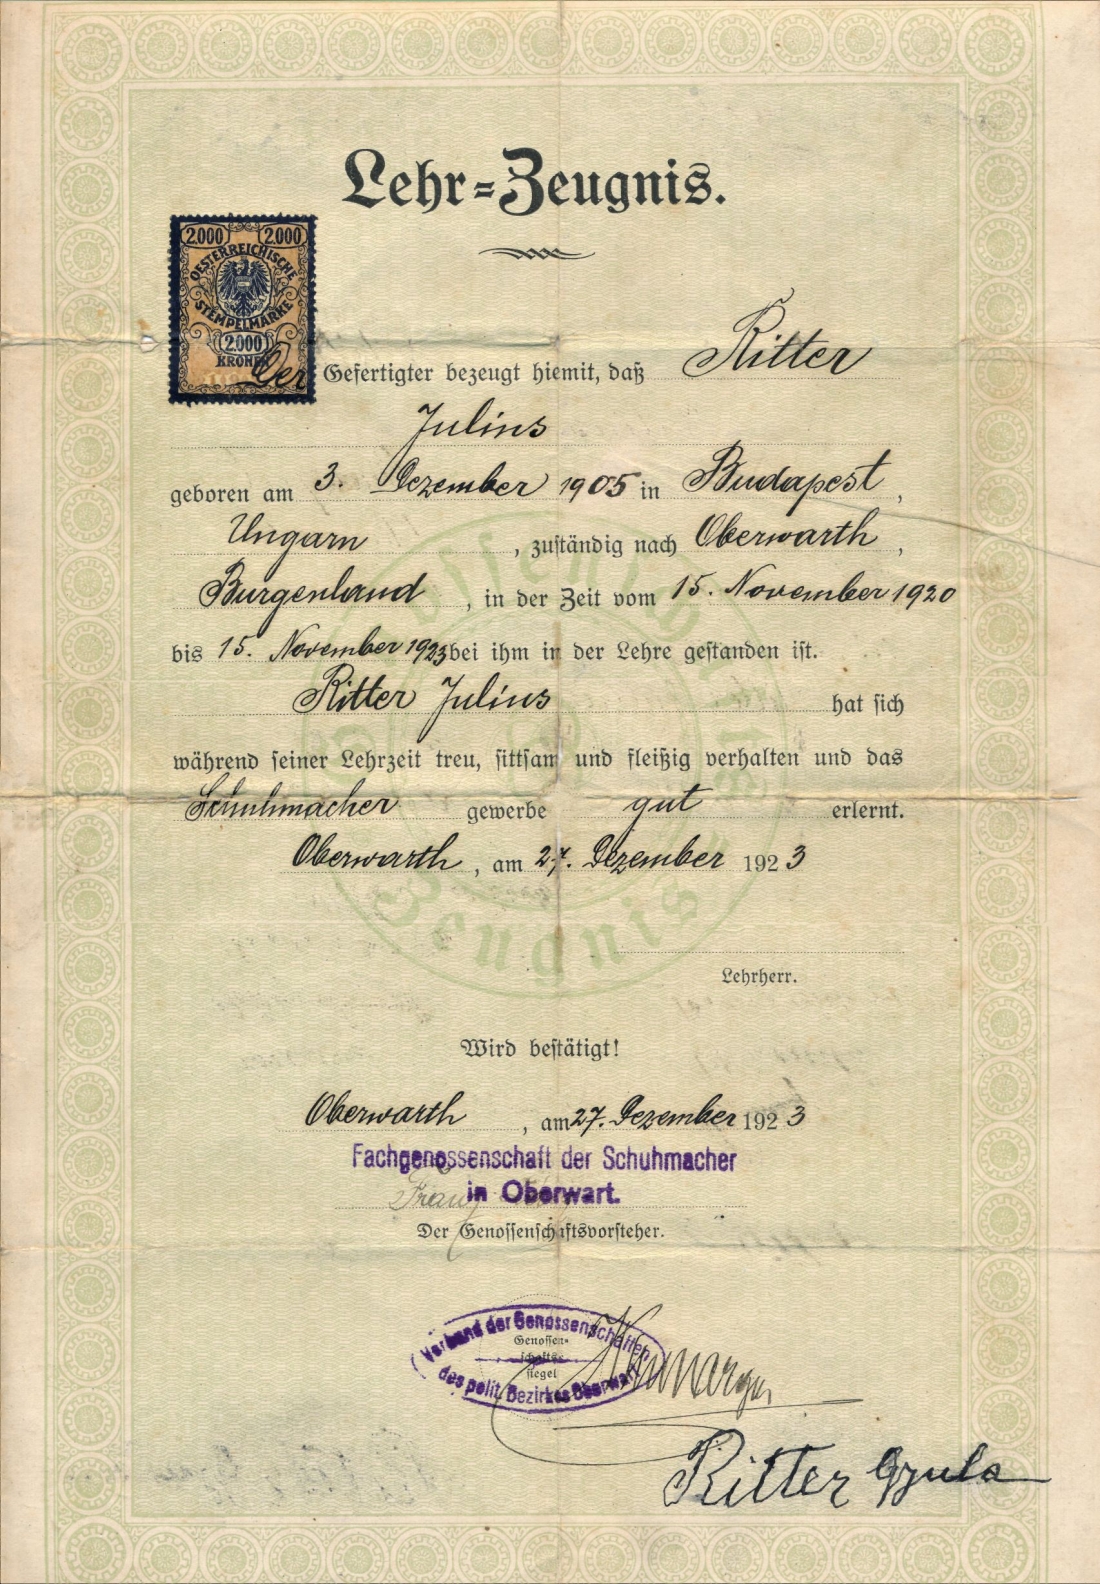 Lehr=Zeugnis.
2.000 2.000
OESTERREICHISCHE
STEMPELMARKE
2.000
KRONEN
Der Gefertigter bezeugt hiemit, daß Ritter
Julius
geboren am 3. Dezember 1905 in Budapest,
Ungarn, zuständig nach Oberwarth,
Burgenland, in der Zeit vom 15. November 1920
bis 15. November 1923 bei ihm in der Lehre gestanden ist.
Ritter Julius hat sich
während seiner Lehrzeit treu, sittsam und fleißig verhalten und das
Schuhmacher gewerbe gut erlernt.
Oberwarth, am 27. Dezember 1923
Lehrherr.
Wird bestätigt!
Oberwarth, am 27. Dezember 1923
Fachgenossenschaft der Schuhmacher
in Oberwart.
Franz
Der Genossenschaftsvorsteher.
Verband der Genossenschaften
Genossen-
schafts-
siegel
des polit. Bezirkes Oberwart
Ritter Gyula
Lehr
Zeugnis